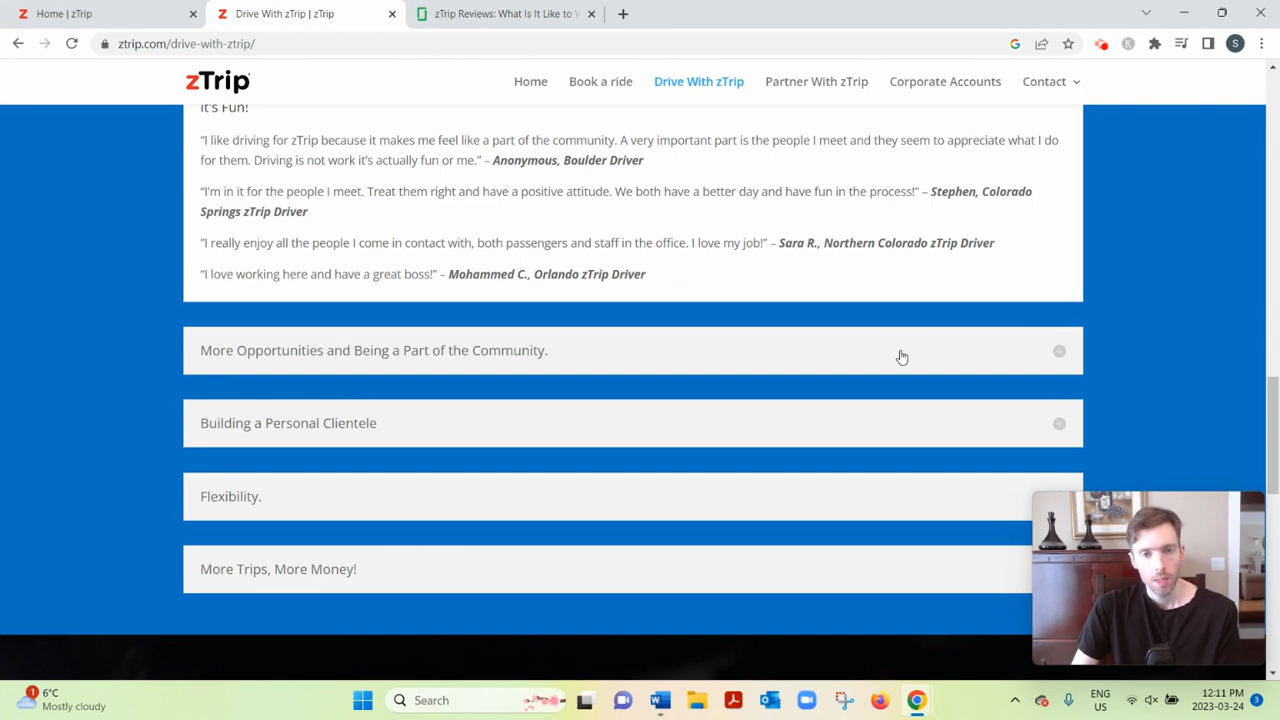 Home | zTrip
Drive With zTrip | zTrip
zTrip Reviews: What Is It Like to W
ztrip.com/drive-with-ztrip/
S
zTrip
Home
Book a ride
Drive With zTrip
Partner With zTrip
Corporate Accounts
Contact
It's Fun!
“I like driving for zTrip because it makes me feel like a part of the community. A very important part is the people I meet and they seem to appreciate what I do
for them. Driving is not work it’s actually fun or me.” – Anonymous, Boulder Driver
“I’m in it for the people I meet. Treat them right and have a positive attitude. We both have a better day and have fun in the process!” – Stephen, Colorado
Springs zTrip Driver
“I really enjoy all the people I come in contact with, both passengers and staff in the office. I love my job!” – Sara R., Northern Colorado zTrip Driver
“I love working here and have a great boss!” – Mohammed C., Orlando zTrip Driver
More Opportunities and Being a Part of the Community.
Building a Personal Clientele
Flexibility.
More Trips, More Money!
1
6°C
Mostly cloudy
Search
ENG
US
12:11 PM
2023-03-24
3